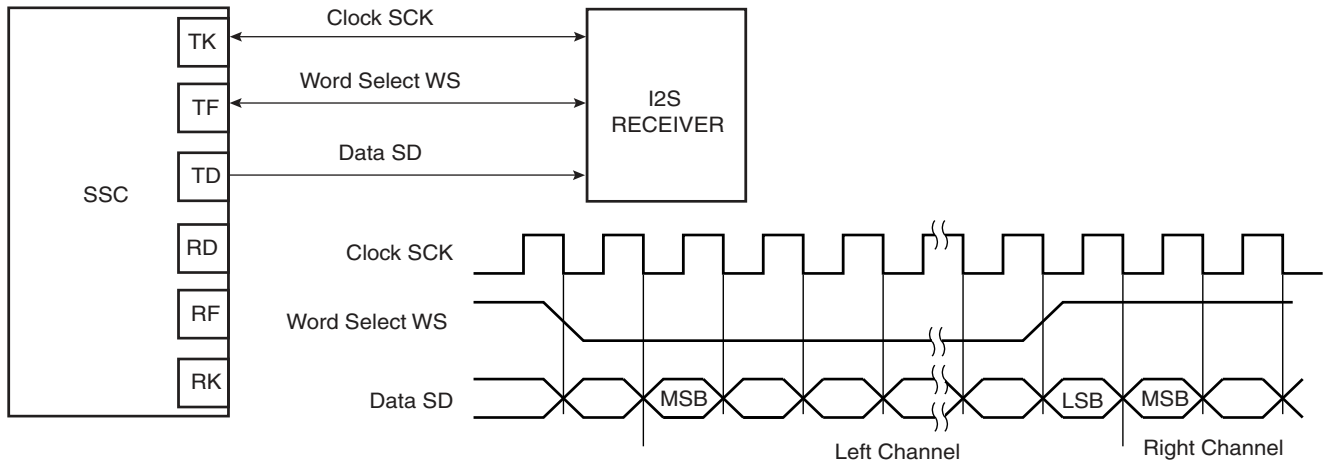 Clock SCK
TK
Word Select WS
TF
I2S
RECEIVER
Data SD
TD
SSC
RD
RF
RK
Clock SCK
Word Select WS
Data SD
MSB
LSB
MSB
Left Channel
Right Channel